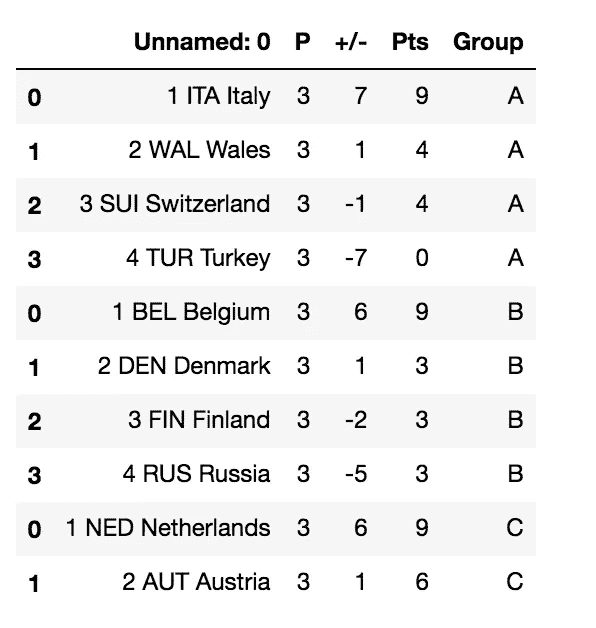 Unnamed: 0 P +/- Pts Group
0 1 ITA Italy 3 7 9 A
1 2 WAL Wales 3 1 4 A
2 3 SUI Switzerland 3 -1 4 A
3 4 TUR Turkey 3 -7 0 A
0 1 BEL Belgium 3 6 9 B
1 2 DEN Denmark 3 1 3 B
2 3 FIN Finland 3 -2 3 B
3 4 RUS Russia 3 -5 3 B
0 1 NED Netherlands 3 6 9 C
1 2 AUT Austria 3 1 6 C